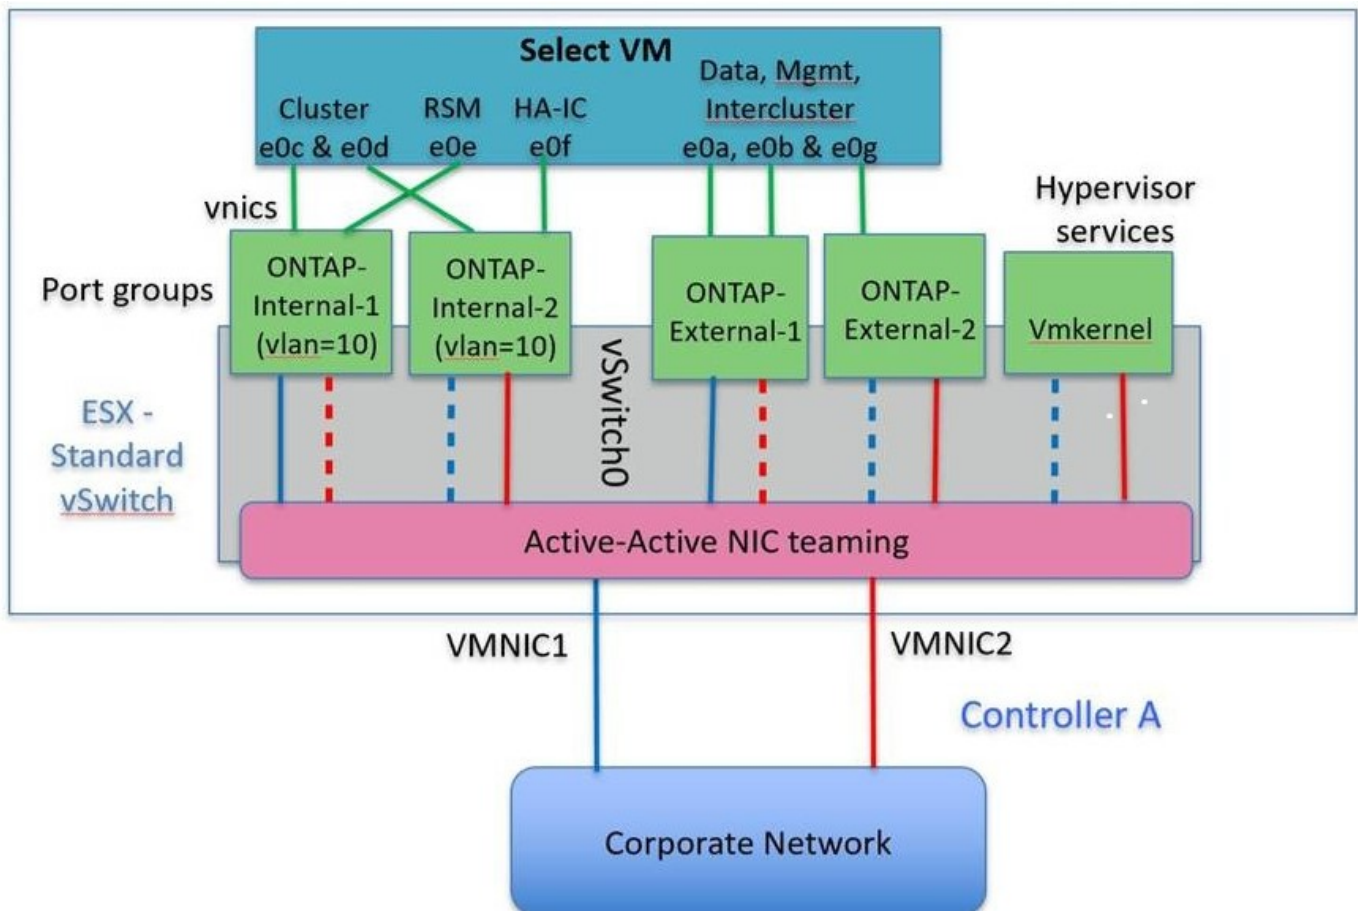 Select VM
Cluster
e0c & e0d
RSM
e0e
HA-IC
e0f
Data, Mgmt,
Intercluster
e0a, e0b & e0g
vnics
Hypervisor
services
Port groups
ONTAP-
Internal-1
(vlan=10)
ONTAP-
Internal-2
(vlan=10)
ONTAP-
External-1
ONTAP-
External-2
Vmkernel
vSwitch0
ESX -
Standard
vSwitch
Active-Active NIC teaming
VMNIC1
VMNIC2
Controller A
Corporate Network